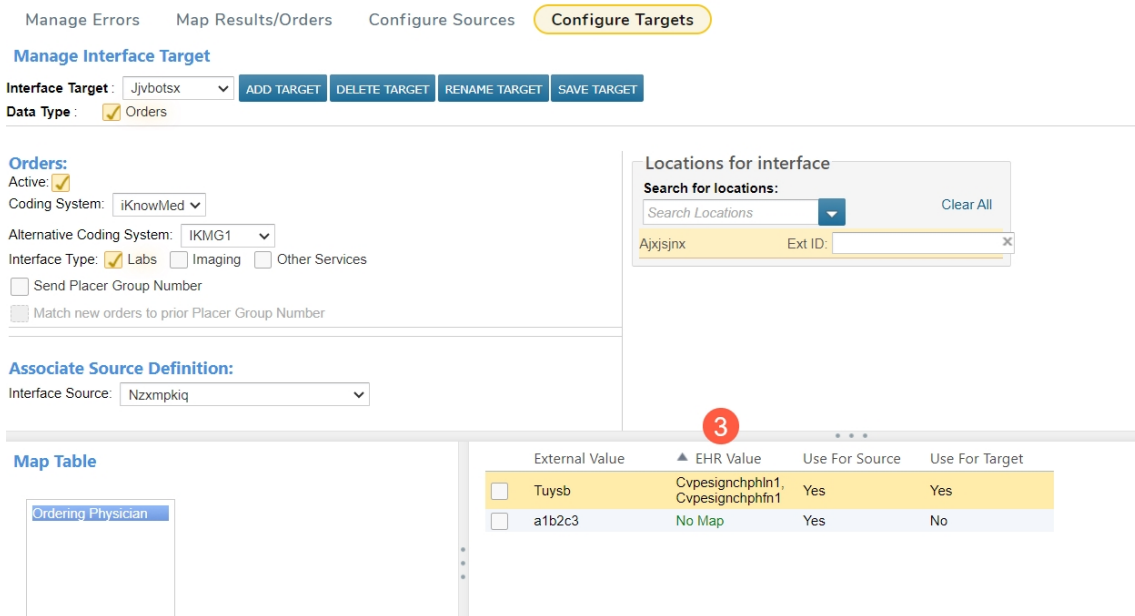 Manage Errors Map Results/Orders Configure Sources Configure Targets
Manage Interface Target
Interface Target : Jjvbotsx ADD TARGET DELETE TARGET RENAME TARGET SAVE TARGET
Data Type : Orders
Orders:
Active:
Coding System: iKnowMed
Alternative Coding System: IKMG1
Interface Type: Labs Imaging Other Services
Send Placer Group Number
Match new orders to prior Placer Group Number
Locations for interface
Search for locations:
Search Locations Clear All
Ajxjsjnx Ext ID:
Associate Source Definition:
Interface Source: Nzxmpkiq
3
Map Table
Ordering Physician
External Value EHR Value Use For Source Use For Target
Tuysb Cvpesignchphln1, Yes Yes
Cvpesignchphfn1
a1b2c3 No Map Yes No